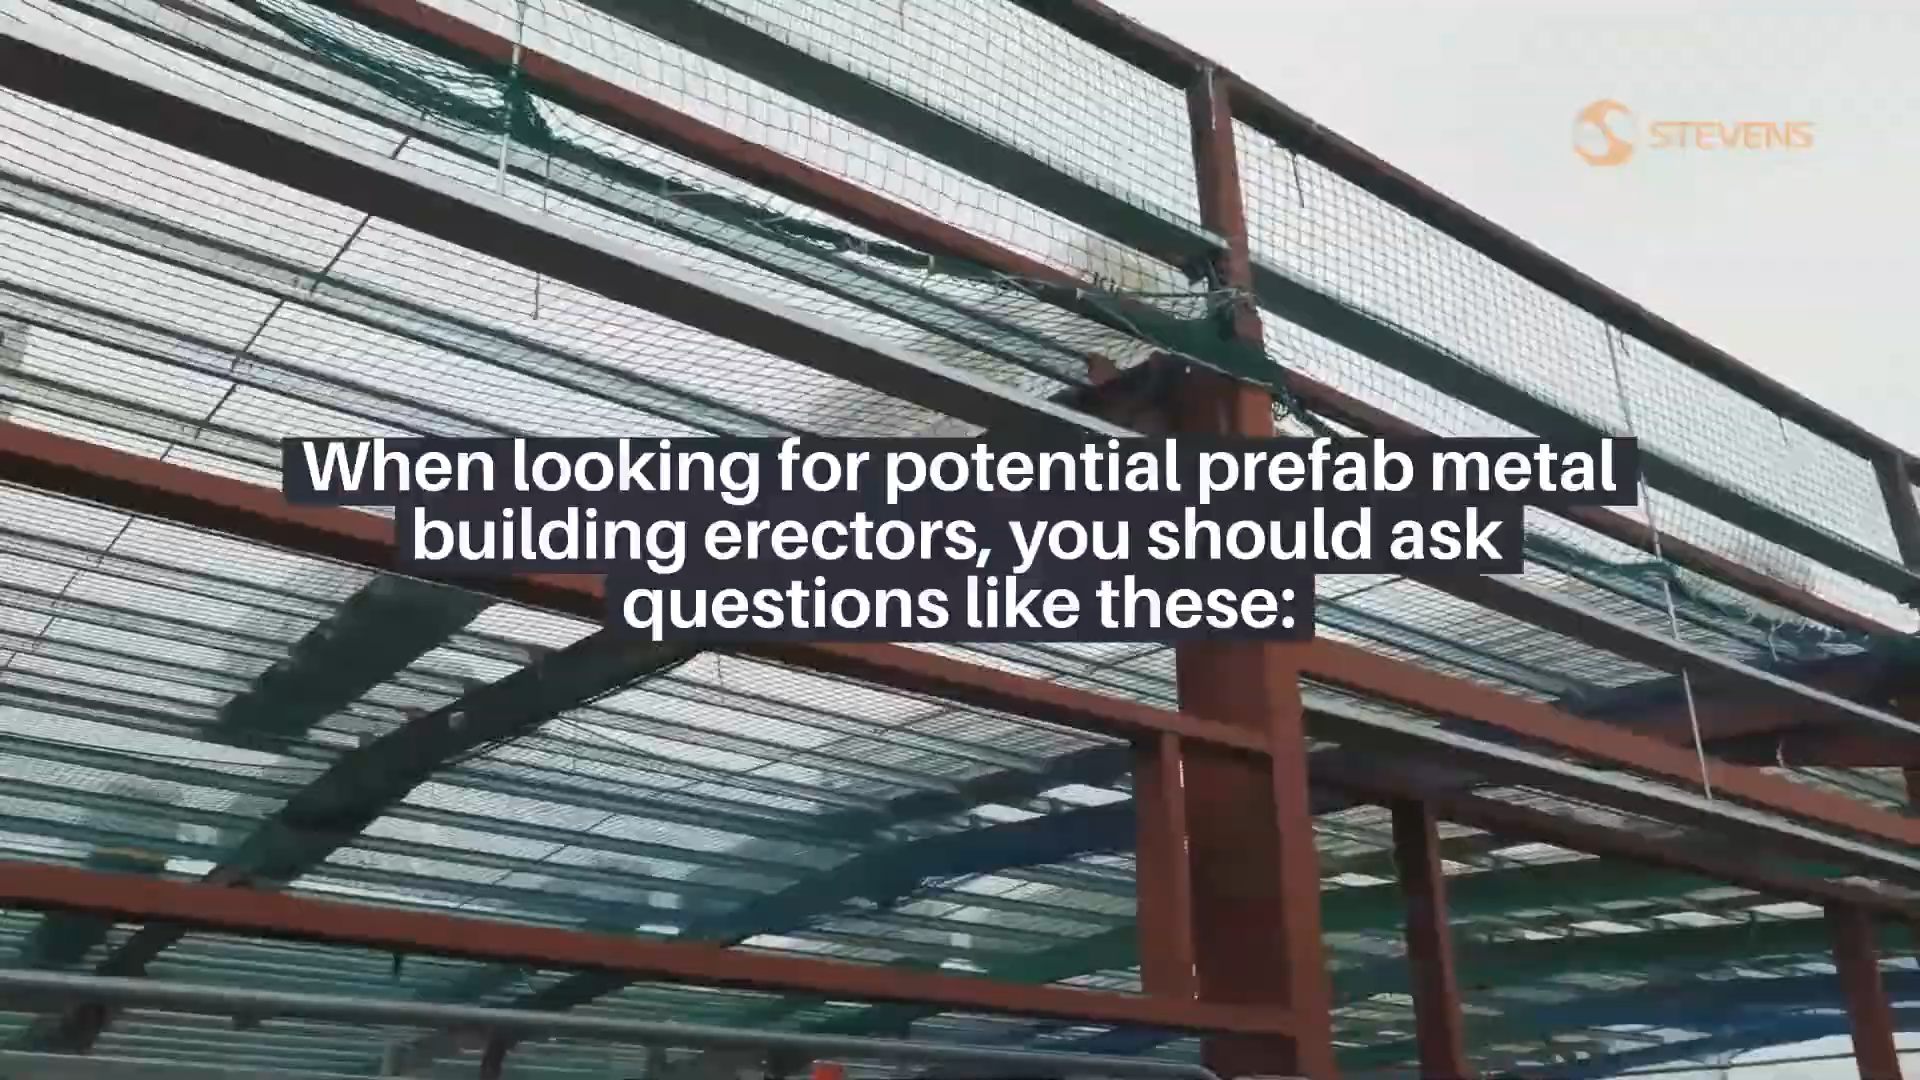 STEVENS
When looking for potential prefab metal
building erectors, you should ask
questions like these: